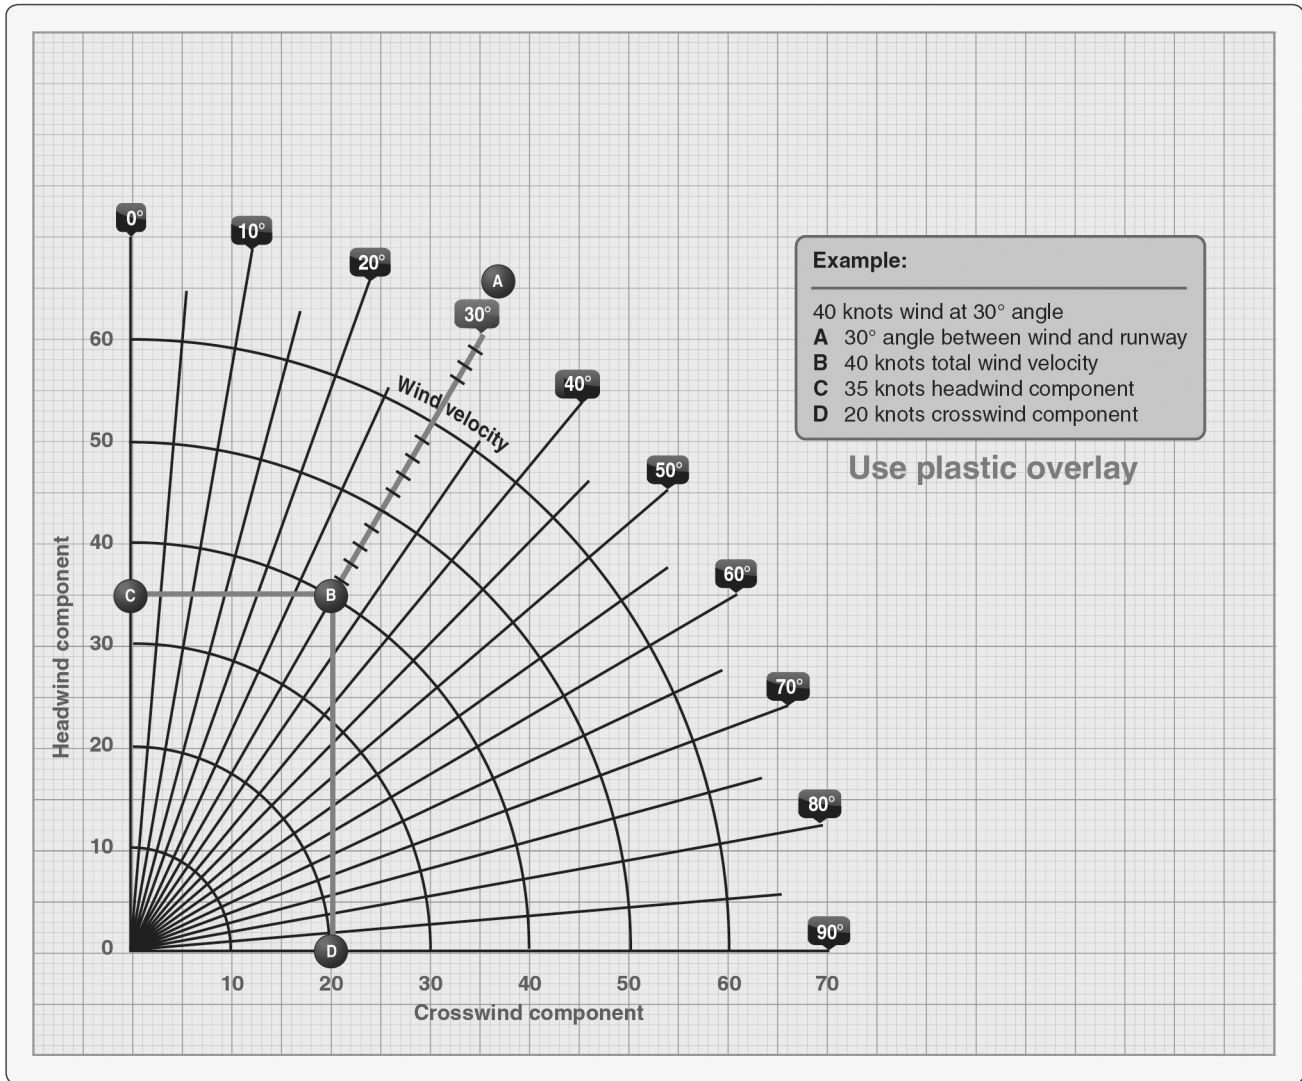 0°
10°
20°
A
30°
40°
50°
60°
70°
80°
90°
Wind velocity
60
50
40
30
20
10
0
C
B
D
Headwind component
10 20 30 40 50 60 70
Crosswind component
Example:
40 knots wind at 30° angle
A 30° angle between wind and runway
B 40 knots total wind velocity
C 35 knots headwind component
D 20 knots crosswind component
Use plastic overlay